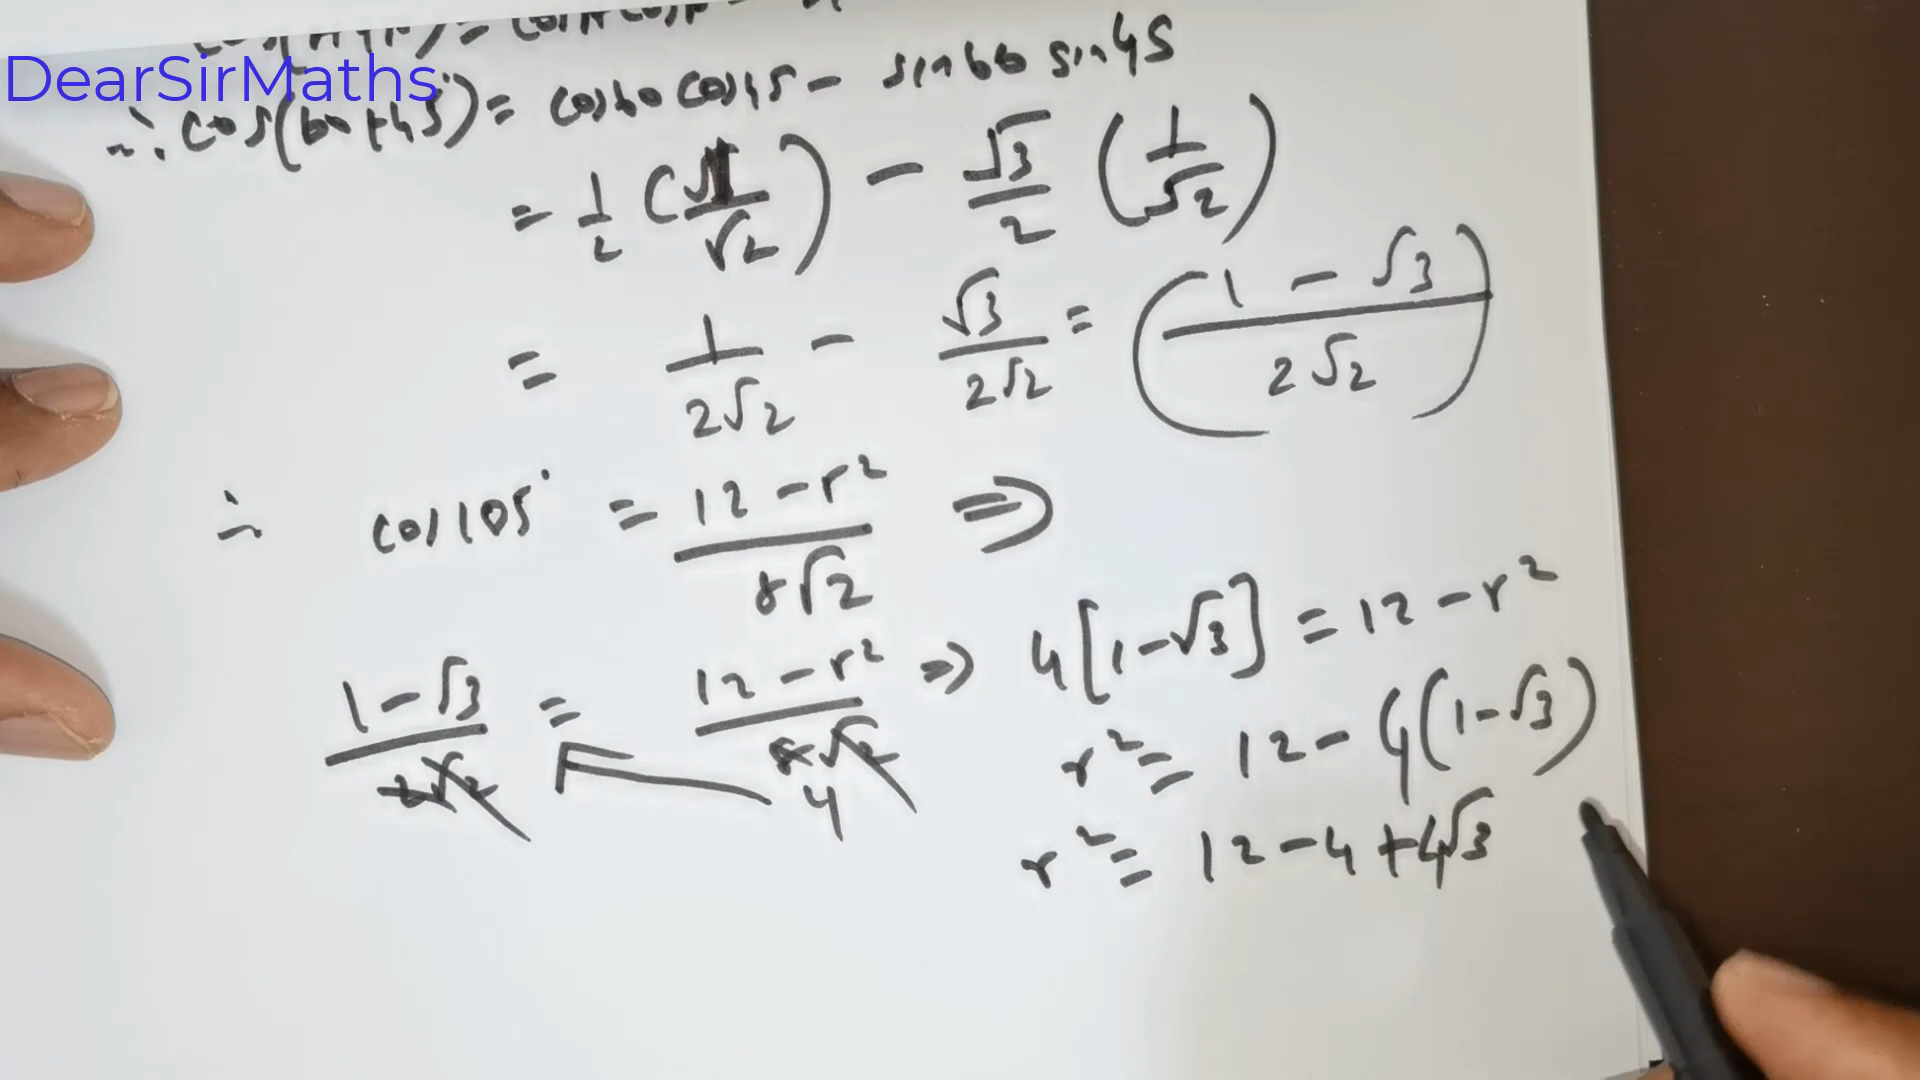 DearSirMaths
∴ cos(60+45) = cos60 cos45 - sin60 sin45
= 1/2 (√1/√2) - √3/2 (1/√2)
= 1/2√2 - √3/2√2 = (1 - √3/2√2)
∴ cos105° = 12 - r²/8√2 ⇒
1 - √3/2√2 = 12 - r²/8√2 ⇒ 4[1-√3] = 12 - r²
4
r² = 12 - 4(1-√3)
r² = 12 - 4 + 4√3